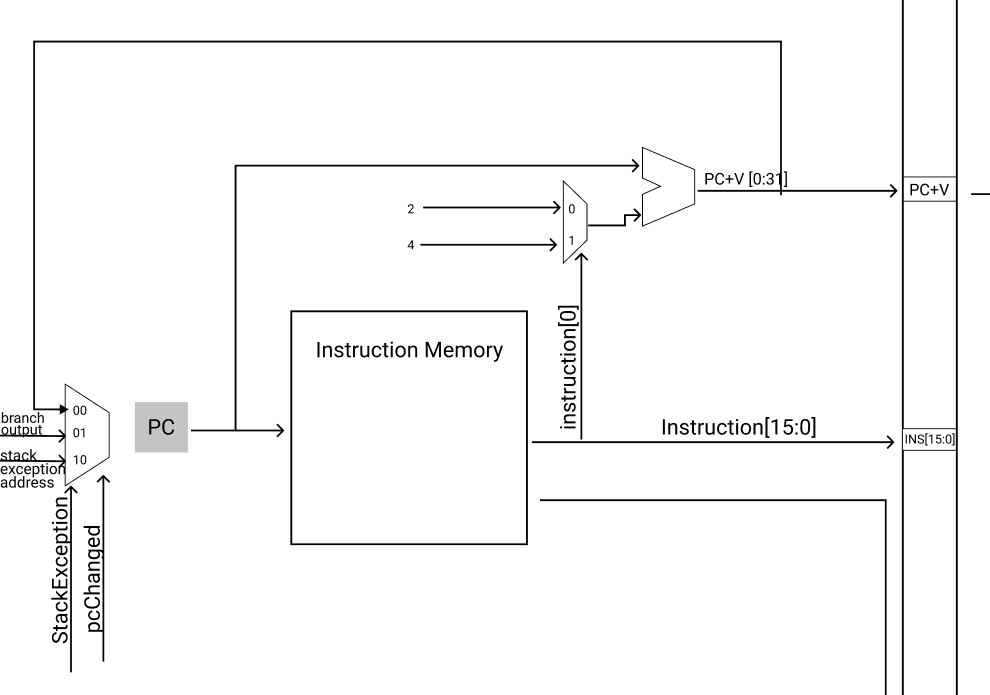 PC+V [0:31]
PC+V
2
0
4
1
instruction[0]
Instruction Memory
00
branch
output
01
PC
Instruction[15:0]
INS[15:0]
stack
exception
address
10
StackException
pcChanged